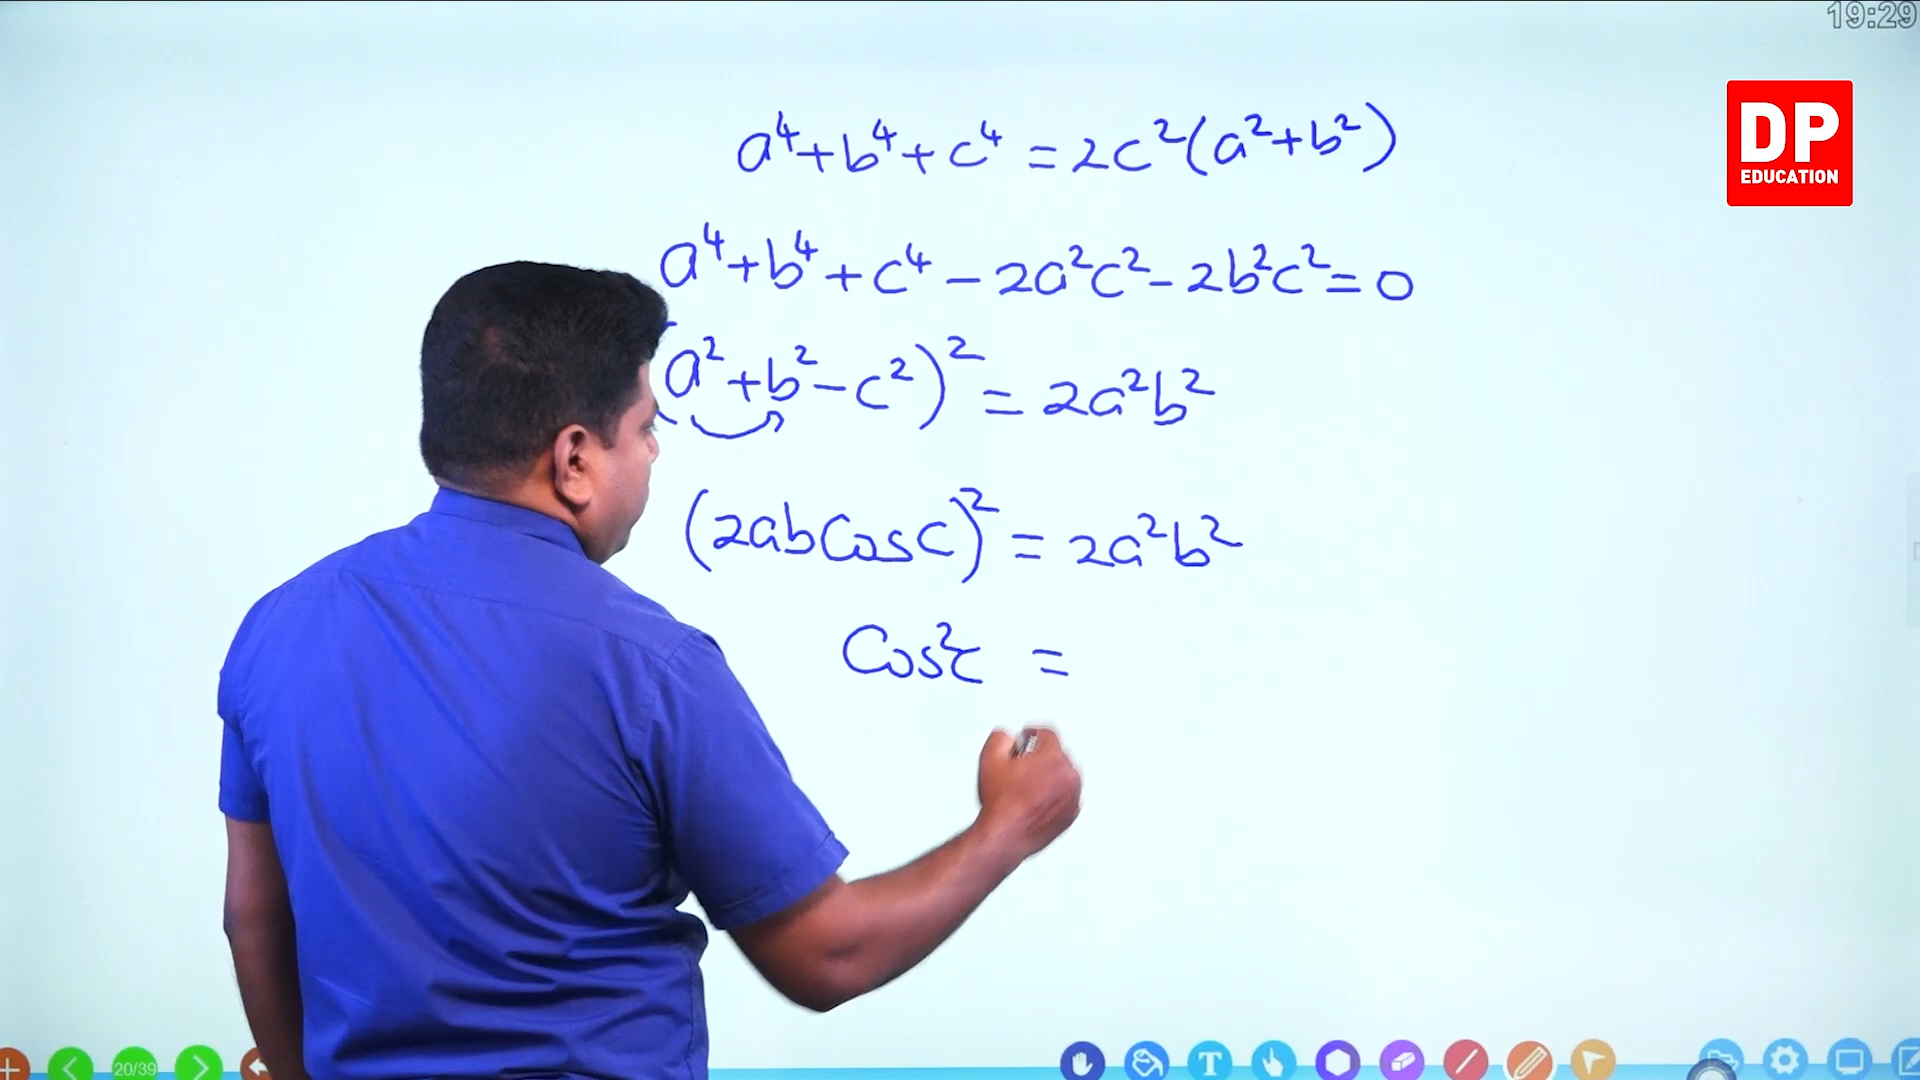 19:29
DP
EDUCATION
a⁴+b⁴+c⁴ = 2c²(a²+b²)
a⁴+b⁴+c⁴-2a²c²-2b²c²=0
(a²+b²-c²)² = 2a²b²
(2abCosC)² = 2a²b²
Cos²C =
20/39
T